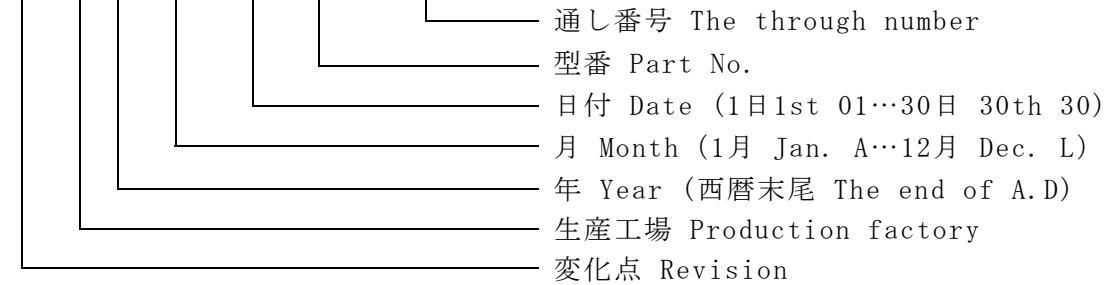 通し番号 The through number
型番 Part No.
日付 Date (1日1st 01…30日 30th 30)
月 Month (1月 Jan. A…12月 Dec. L)
年 Year (西暦末尾 The end of A.D)
生産工場 Production factory
変化点 Revision